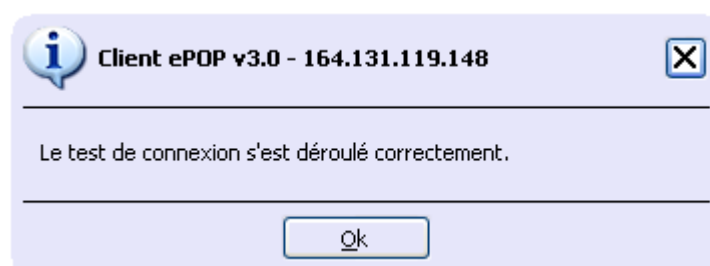 Client ePOP v3.0 - 164.131.119.148
Le test de connexion s'est déroulé correctement.
Ok